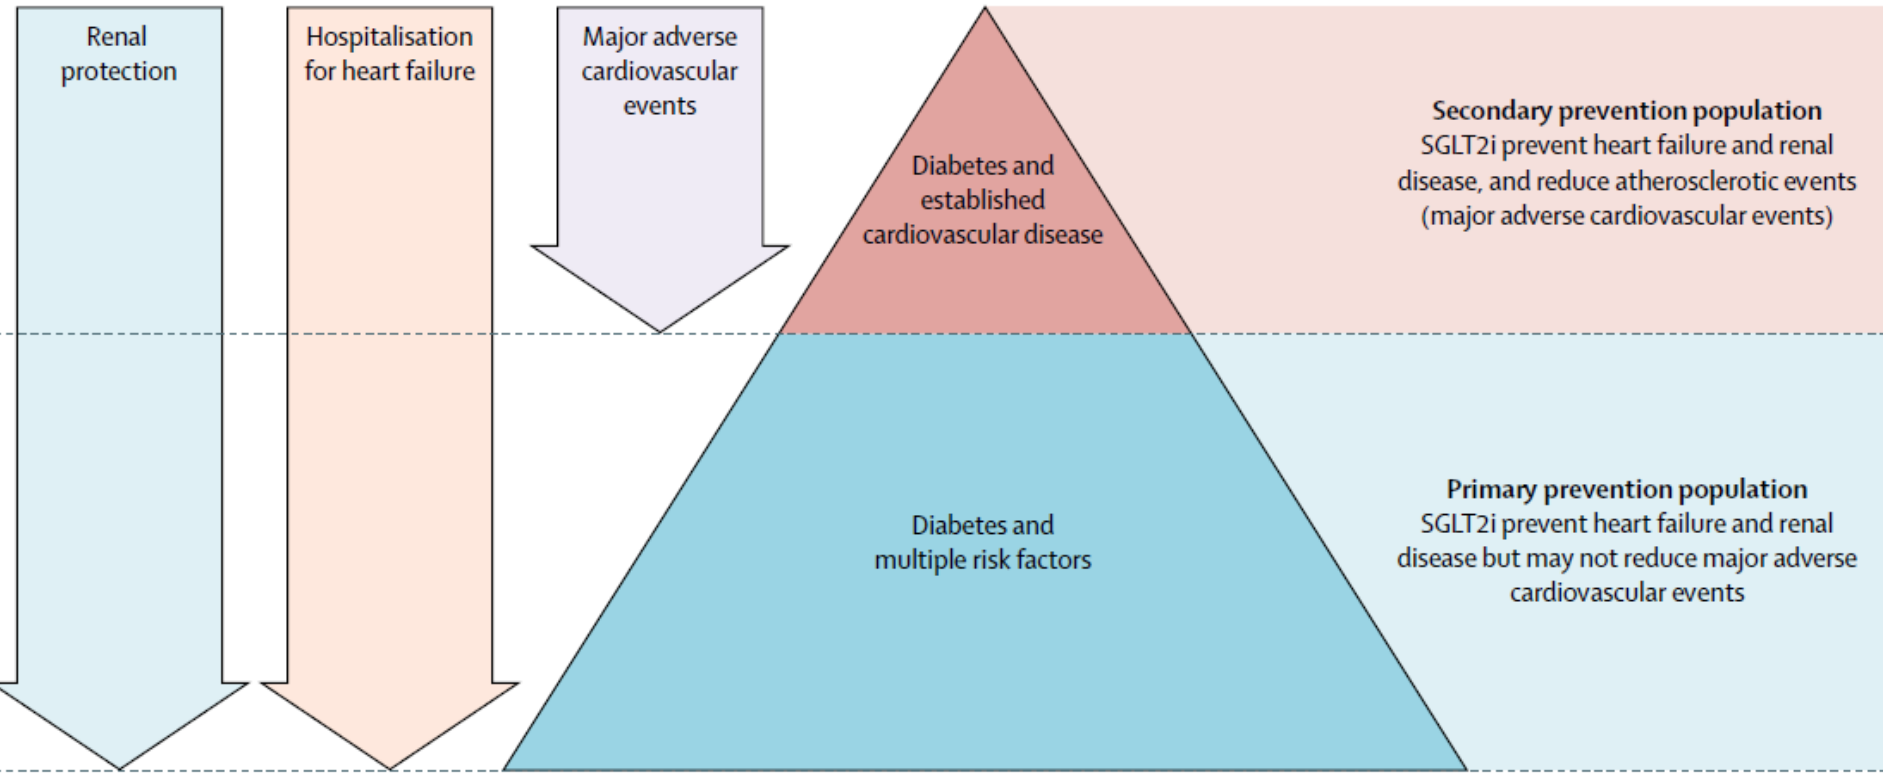 Renal
protection
Hospitalisation
for heart failure
Major adverse
cardiovascular
events
Diabetes and
established
cardiovascular disease
Secondary prevention population
SGLT2i prevent heart failure and renal
disease, and reduce atherosclerotic events
(major adverse cardiovascular events)
Diabetes and
multiple risk factors
Primary prevention population
SGLT2i prevent heart failure and renal
disease but may not reduce major adverse
cardiovascular events